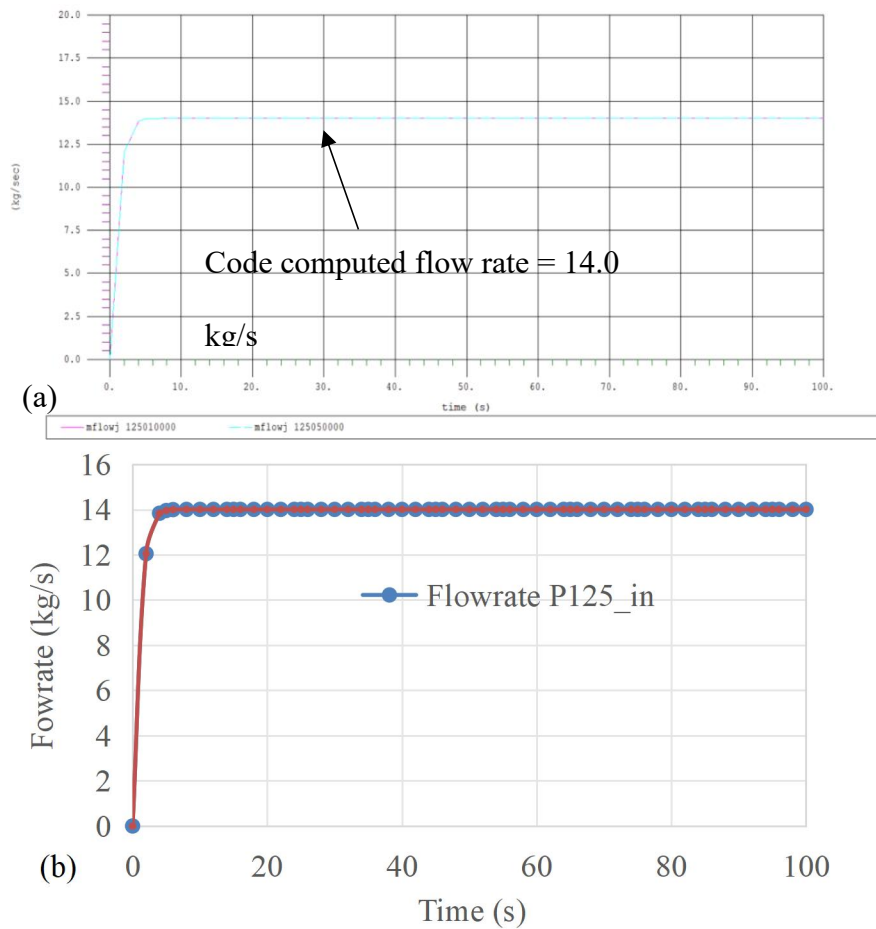 20.0
17.5
15.0
12.5
10.0
7.5
5.0
2.5
0.0
(kg/sec)
Code computed flow rate = 14.0
kg/s
0. 10. 20. 30. 40. 50. 60. 70. 80. 90. 100.
time (s)
(a)
mflowj 125010000 mflowj 125050000
16
14
12
10
8
6
4
2
0
Fowrate (kg/s)
Flowrate P125_in
0 20 40 60 80 100
(b)
Time (s)